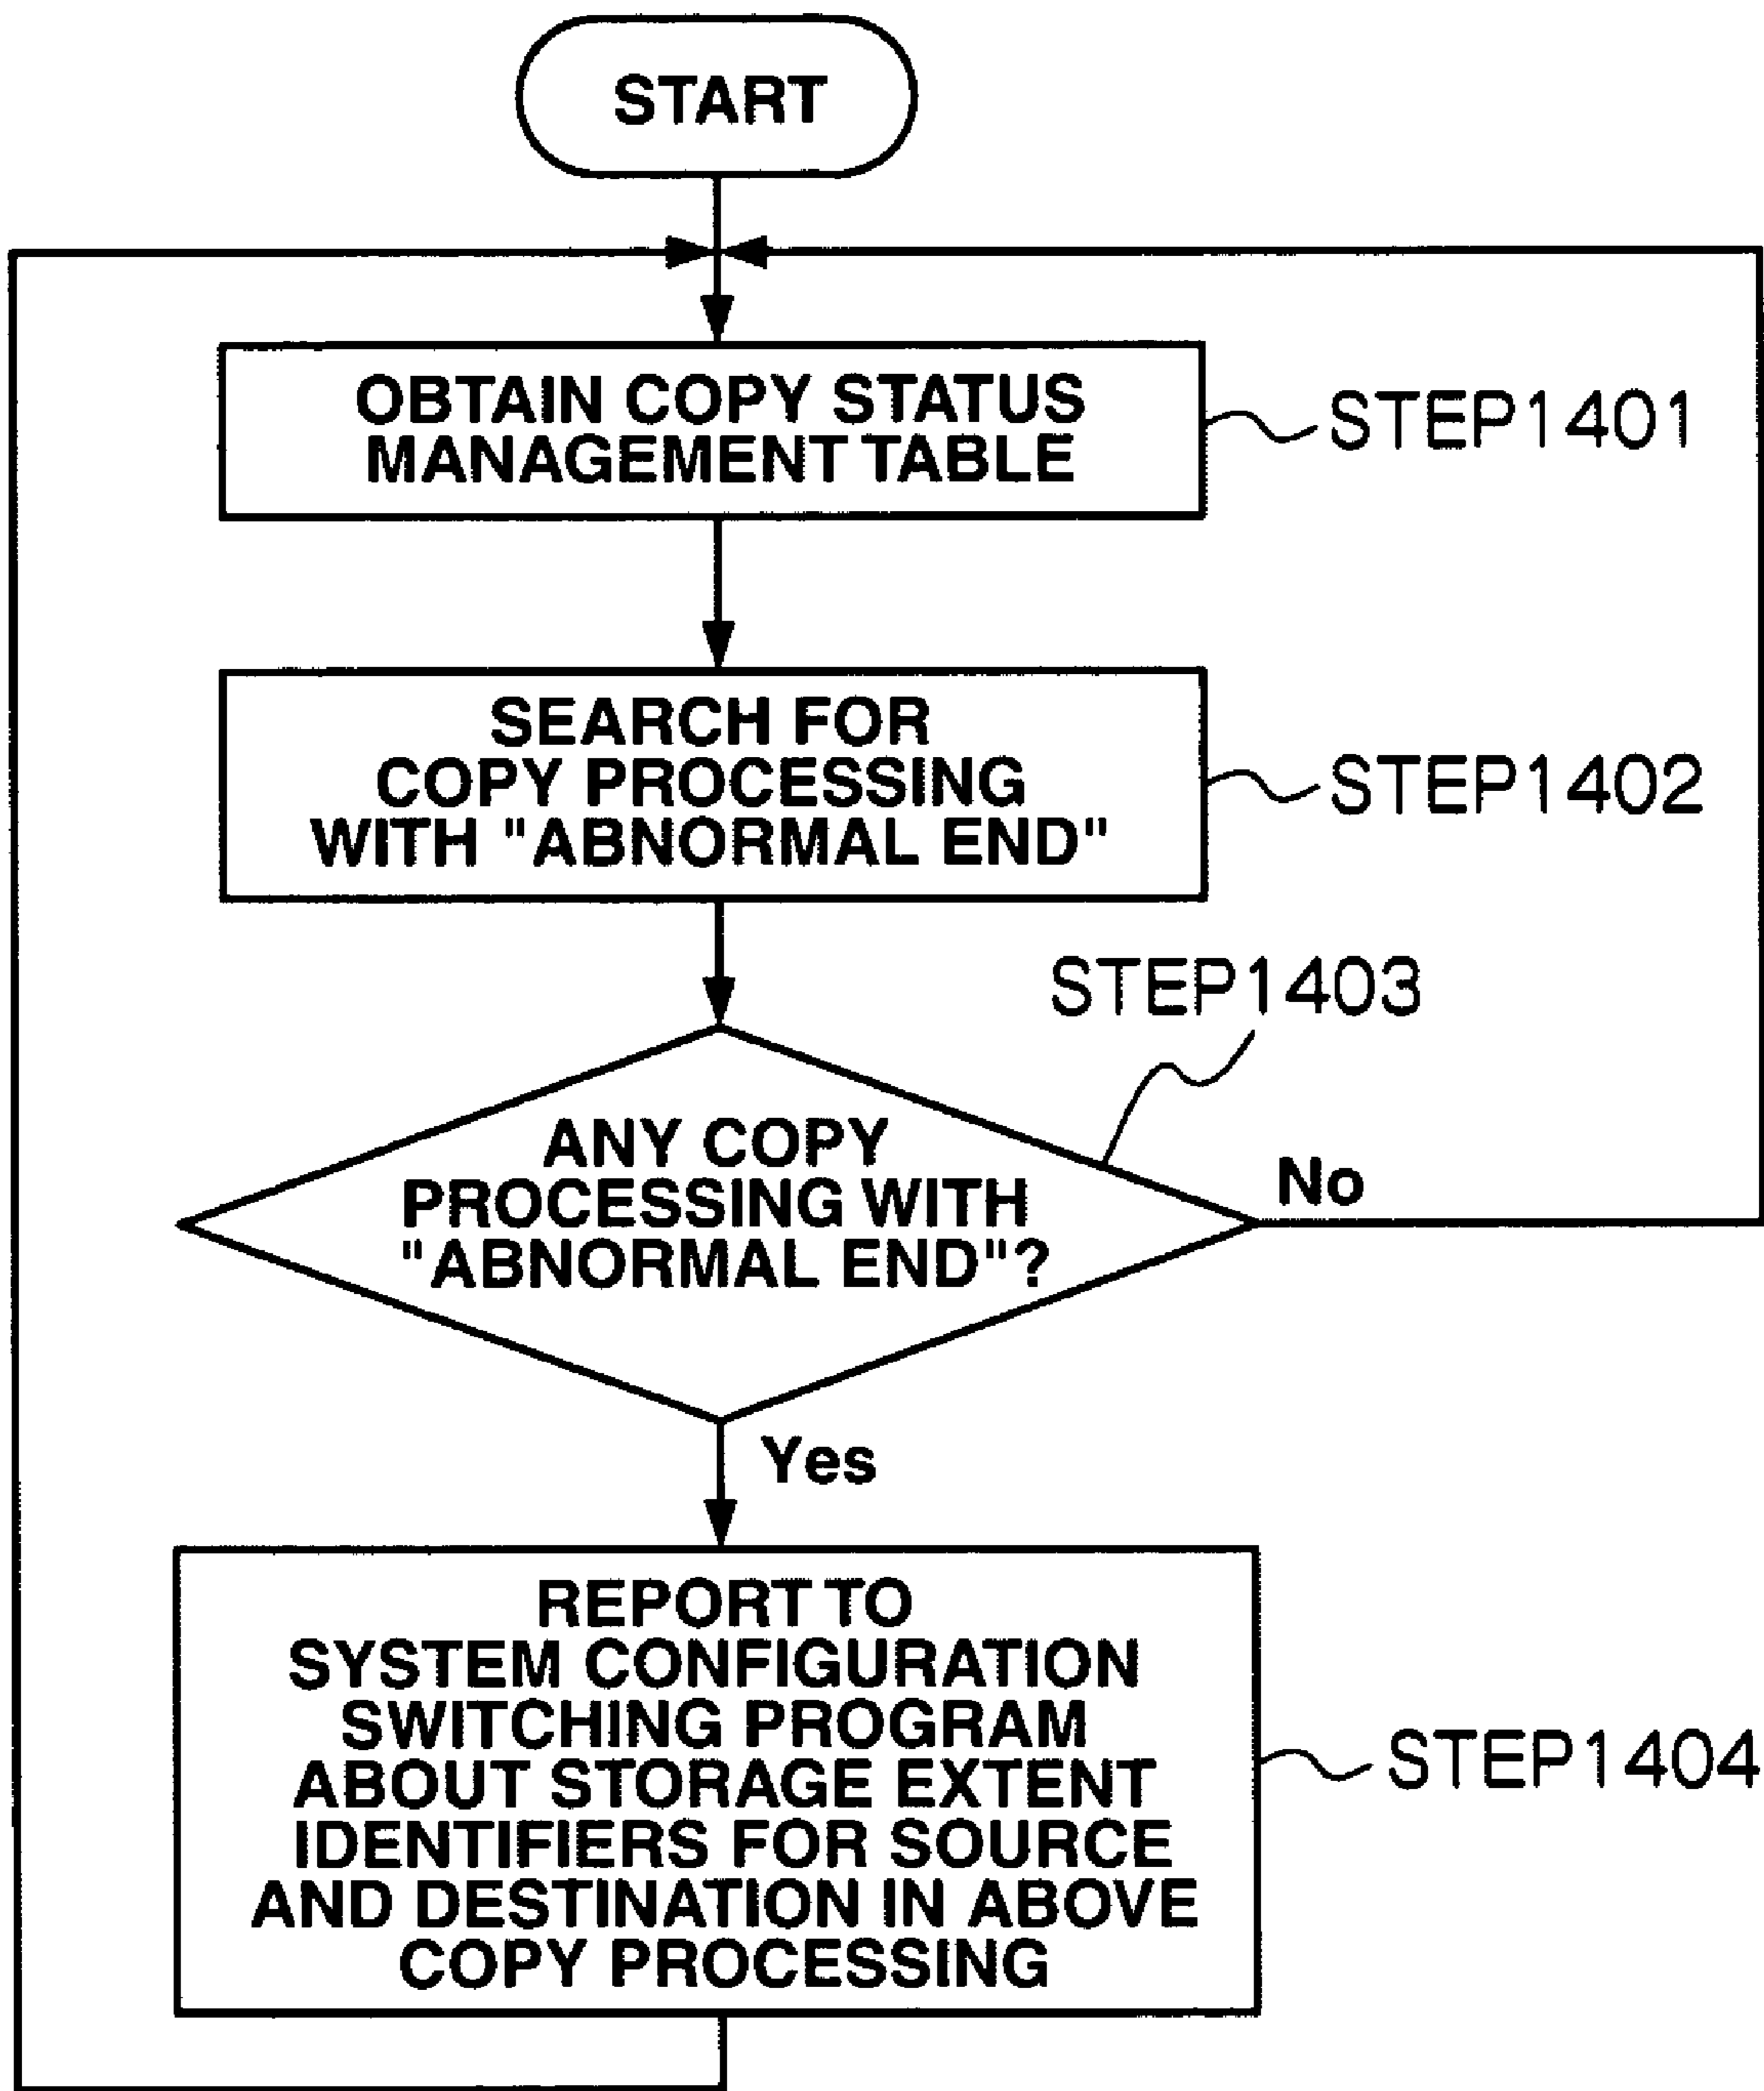 START
OBTAIN COPY STATUS
MANAGEMENT TABLE
STEP1401
SEARCH FOR
COPY PROCESSING
WITH "ABNORMAL END"
STEP1402
STEP1403
ANY COPY
PROCESSING WITH
"ABNORMAL END"?
No
Yes
REPORT TO
SYSTEM CONFIGURATION
SWITCHING PROGRAM
ABOUT STORAGE EXTENT
IDENTIFIERS FOR SOURCE
AND DESTINATION IN ABOVE
COPY PROCESSING
STEP1404